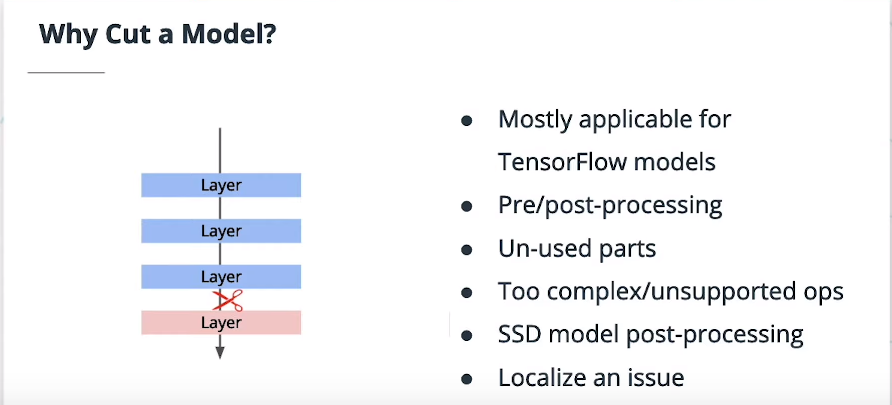 Why Cut a Model?
Layer
Layer
Layer
Layer
● Mostly applicable for
TensorFlow models
● Pre/post-processing
● Un-used parts
● Too complex/unsupported ops
● SSD model post-processing
● Localize an issue